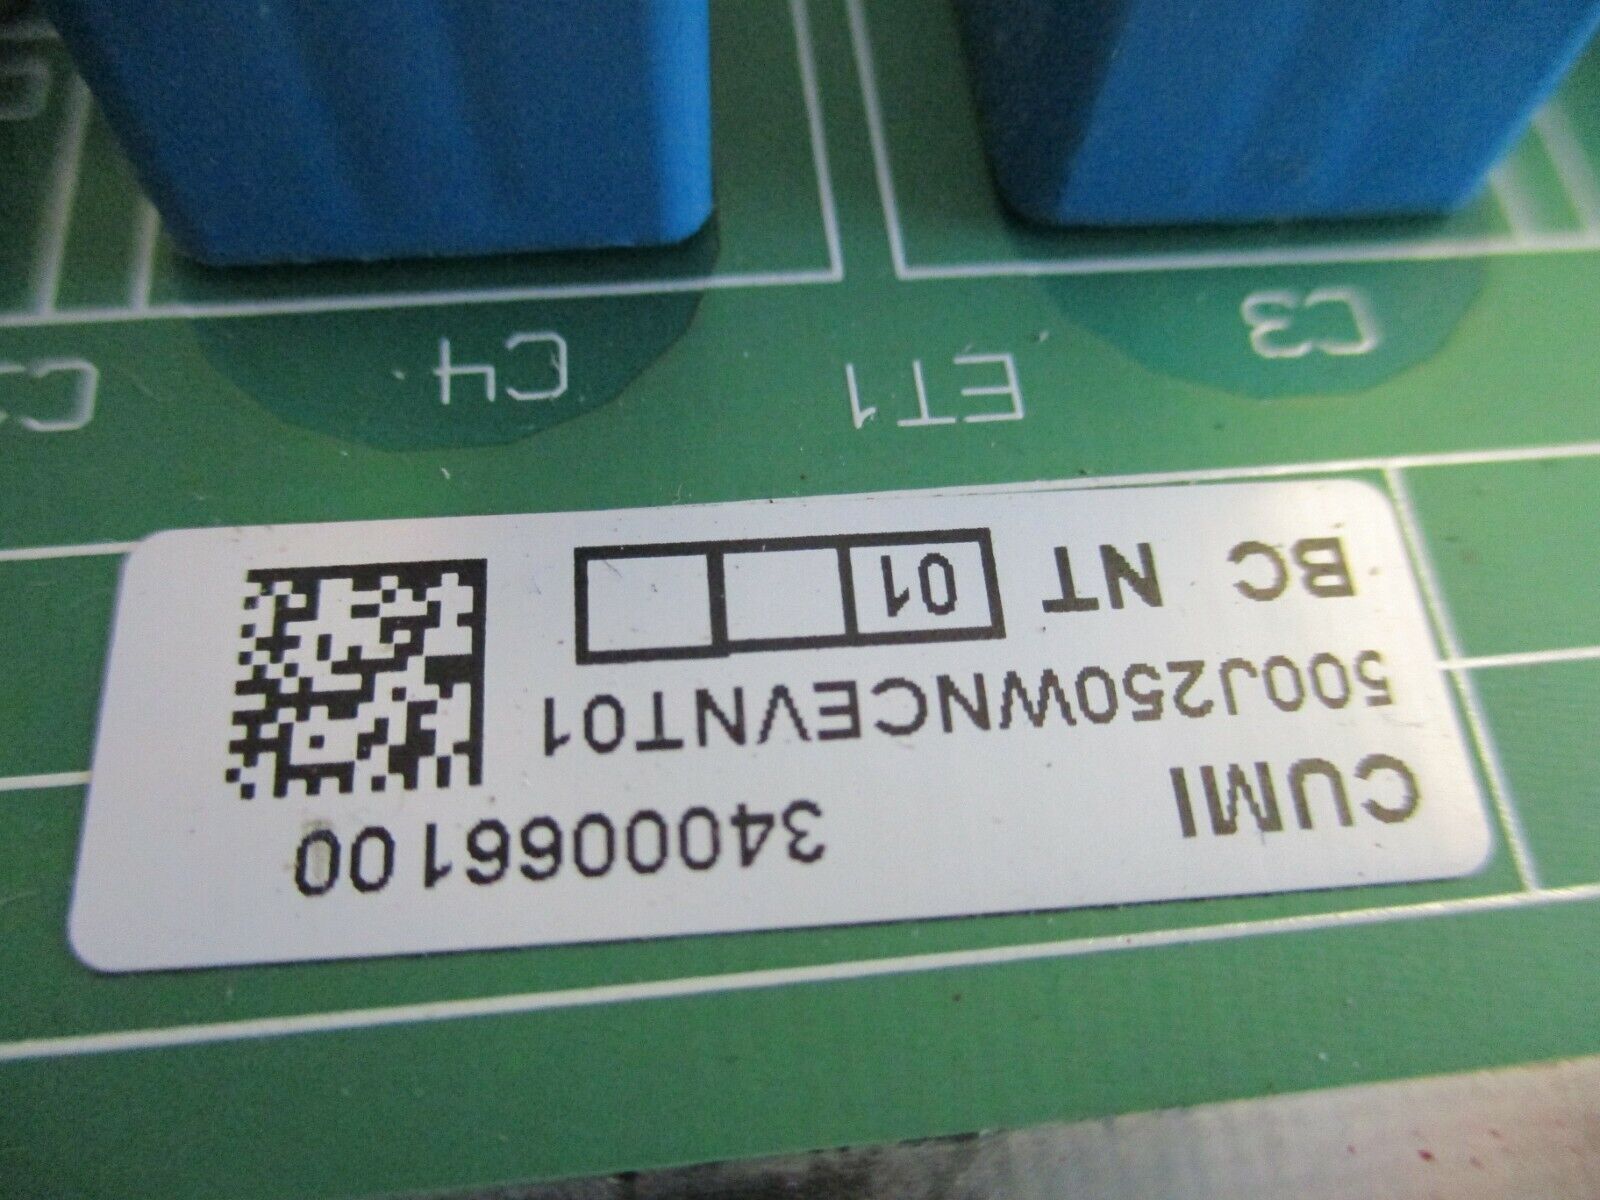 CUMI 3400066100
500J250WNCEVNT01
BC NT 01
C3 ET1 C4